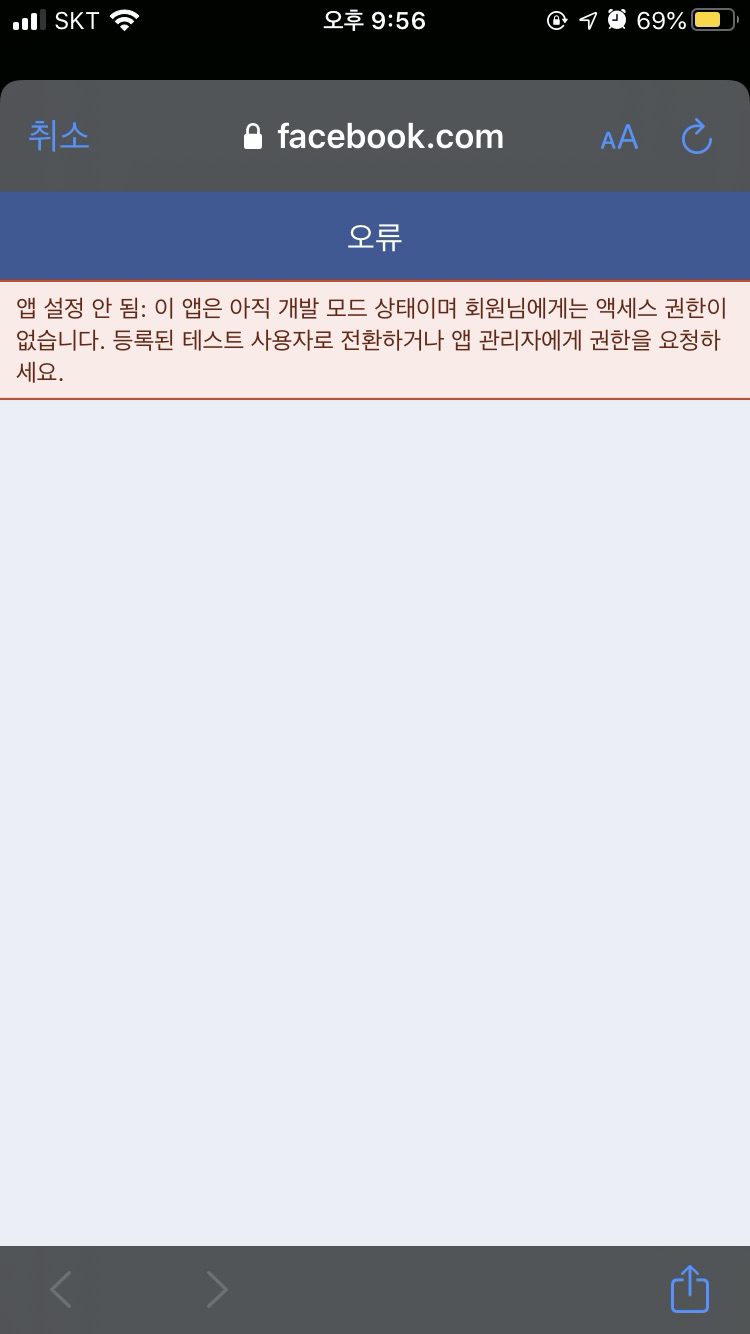 SKT 오후 9:56 69%
취소 facebook.com AA
오류
앱 설정 안 됨: 이 앱은 아직 개발 모드 상태이며 회원님에게는 액세스 권한이
없습니다. 등록된 테스트 사용자로 전환하거나 앱 관리자에게 권한을 요청하
세요.